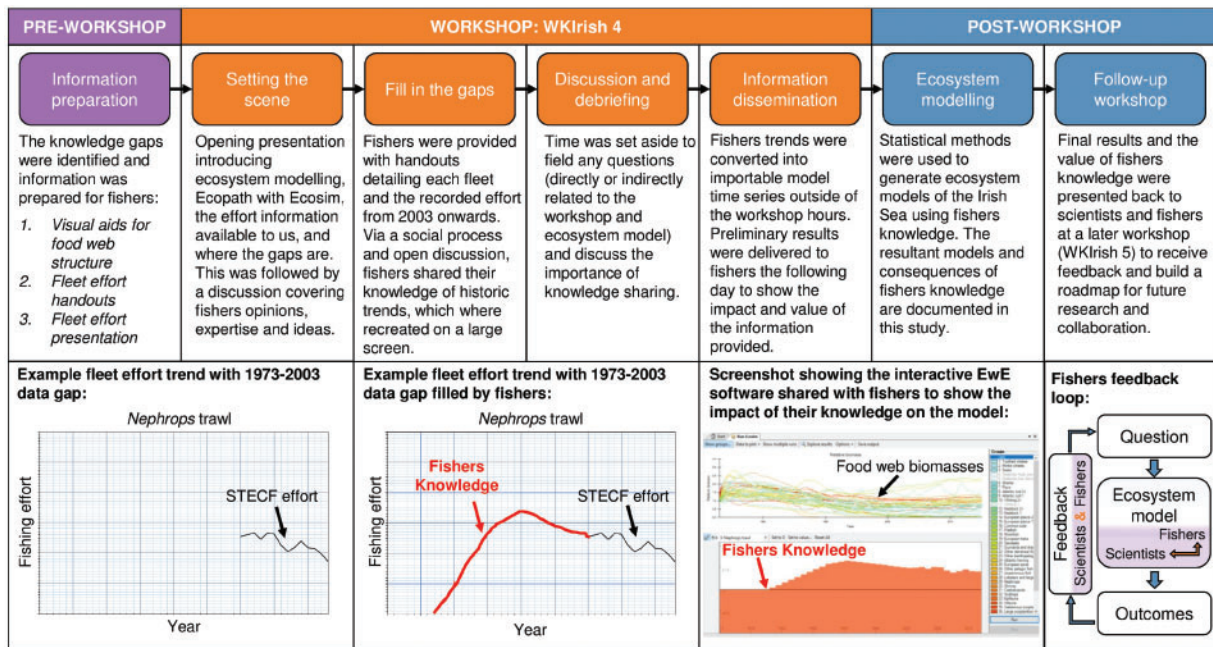 PRE-WORKSHOP
WORKSHOP: WKIrish 4
POST-WORKSHOP
Information
preparation
The knowledge gaps
were identified and
information was
prepared for fishers:
1. Visual aids for
food web
structure
2. Fleet effort
handouts
3. Fleet effort
presentation
Setting the
scene
Opening presentation
introducing
ecosystem modelling,
Ecopath with Ecosim,
the effort information
available to us, and
where the gaps are.
This was followed by
a discussion covering
fishers opinions,
expertise and ideas.
Fill in the gaps
Fishers were provided
with handouts
detailing each fleet
and the recorded effort
from 2003 onwards.
Via a social process
and open discussion,
fishers shared their
knowledge of historic
trends, which where
recreated on a large
screen.
Discussion and
debriefing
Time was set aside to
field any questions
(directly or indirectly
related to the
workshop and
ecosystem model)
and discuss the
importance of
knowledge sharing.
Information
dissemination
Fishers trends were
converted into
importable model
time series outside of
the workshop hours.
Preliminary results
were delivered to
fishers the following
day to show the
impact and value of
the information
provided.
Ecosystem
modelling
Statistical methods
were used to
generate ecosystem
models of the Irish
Sea using fishers
knowledge. The
resultant models and
consequences of
fishers knowledge
are documented in
this study.
Follow-up
workshop
Final results and the
value of fishers
knowledge were
presented back to
scientists and fishers
at a later workshop
(WKIrish 5) to receive
feedback and build a
roadmap for future
research and
collaboration.
Example fleet effort trend with 1973-2003
data gap:
Nephrops trawl
Fishing effort
STECF effort
Year
Example fleet effort trend with 1973-2003
data gap filled by fishers:
Nephrops trawl
Fishing effort
Fishers
Knowledge
STECF effort
Year
Screenshot showing the interactive EwE
software shared with fishers to show the
impact of their knowledge on the model:
Food web biomasses
Fishers Knowledge
Fishers feedback
loop:
Question
Ecosystem
model
Fishers
Scientists
Outcomes
Feedback
Scientists & Fishers